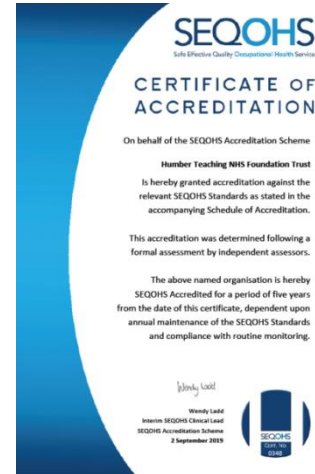 SEQOHS
Safe Effective Quality Occupational Health Service
CERTIFICATE OF
ACCREDITATION
On behalf of the SEQOHS Accreditation Scheme
Humber Teaching NHS Foundation Trust
Is hereby granted accreditation against the
relevant SEQOHS Standards as stated in the
accompanying Schedule of Accreditation.
This accreditation was determined following a
formal assessment by independent assessors.
The above named organisation is hereby
SEQOHS Accredited for a period of five years
from the date of this certificate, dependent upon
annual maintenance of the SEQOHS Standards
and compliance with routine monitoring.
Wendy Ladd
Wendy Ladd
Interim SEQOHS Clinical Lead
SEQOHS Accreditation Scheme
2 September 2019
SEQOHS
Cert. No.
0348